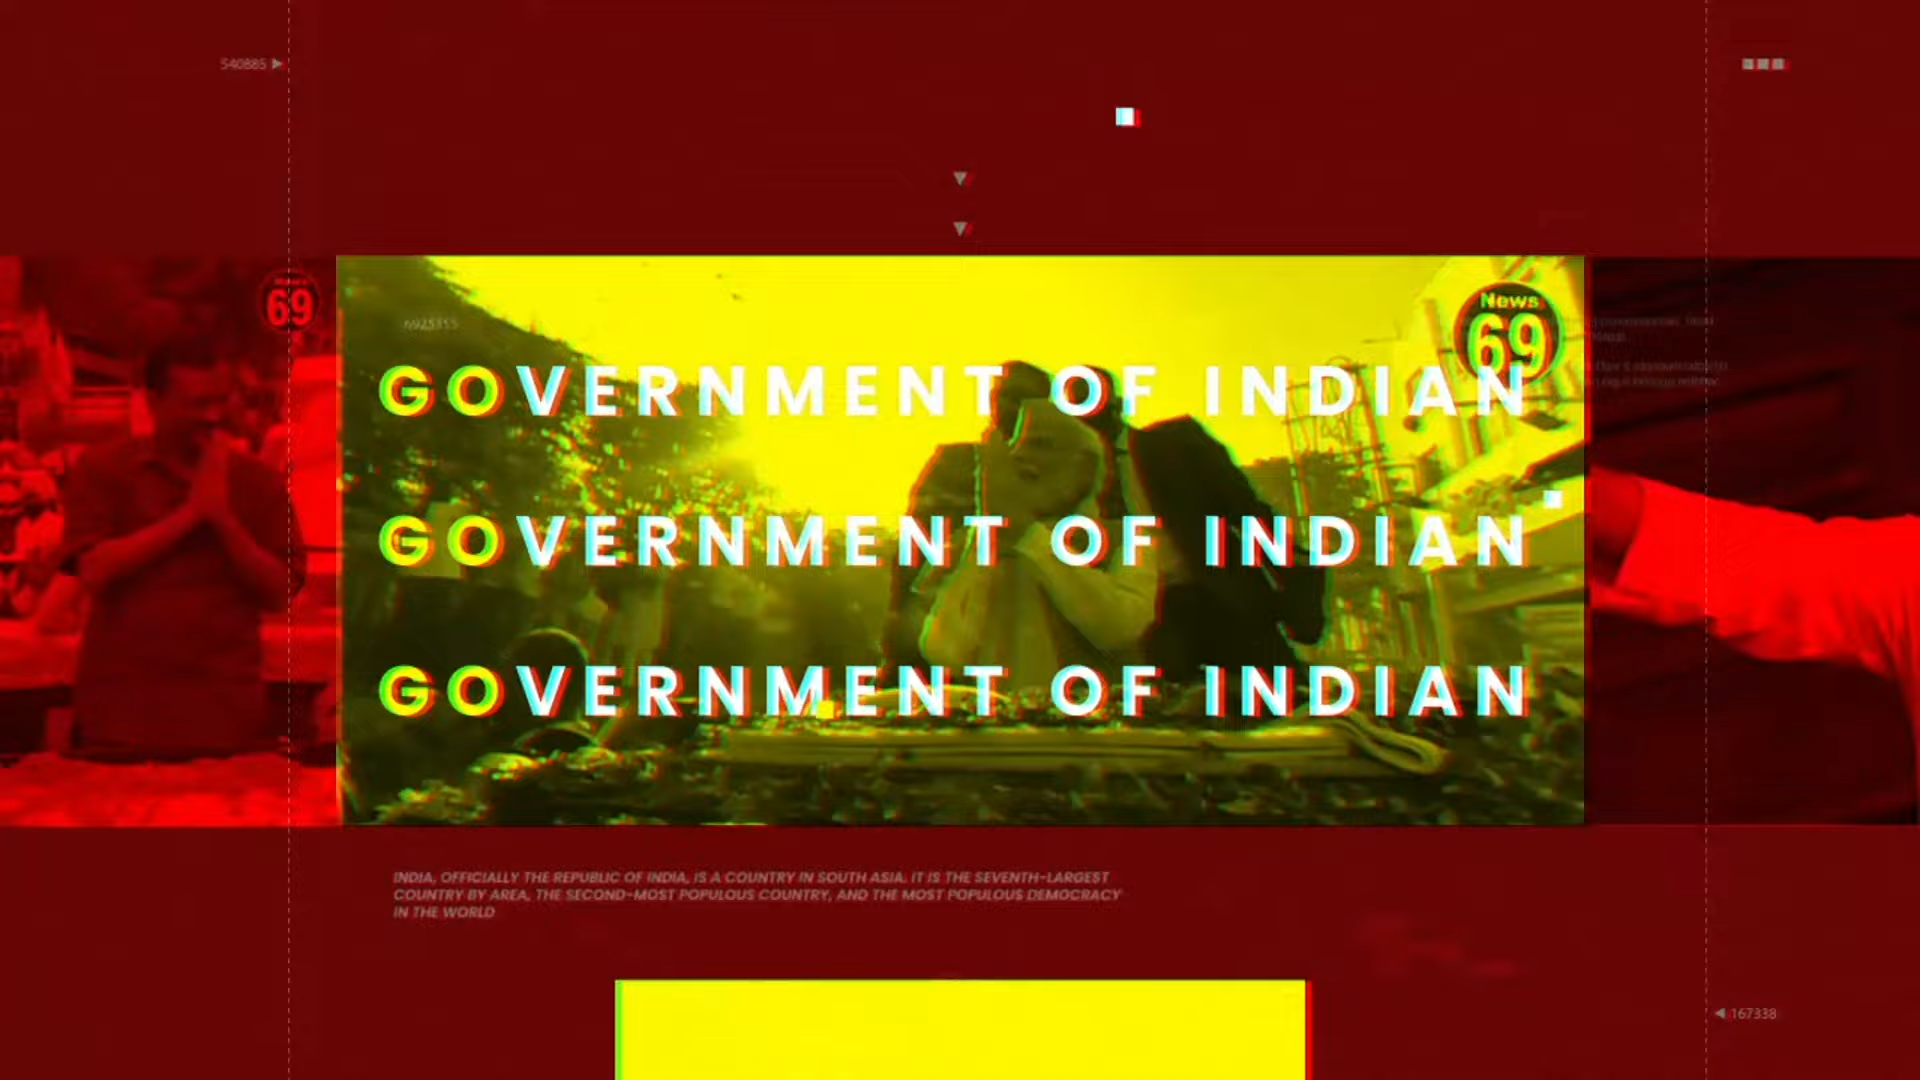 540885
News
69
6925355
69
GOVERNMENT OF INDIAN
GOVERNMENT OF INDIAN
GOVERNMENT OF INDIAN
INDIA, OFFICIALLY THE REPUBLIC OF INDIA, IS A COUNTRY IN SOUTH ASIA. IT IS THE SEVENTH-LARGEST
COUNTRY BY AREA, THE SECOND-MOST POPULOUS COUNTRY, AND THE MOST POPULOUS DEMOCRACY
IN THE WORLD
167338